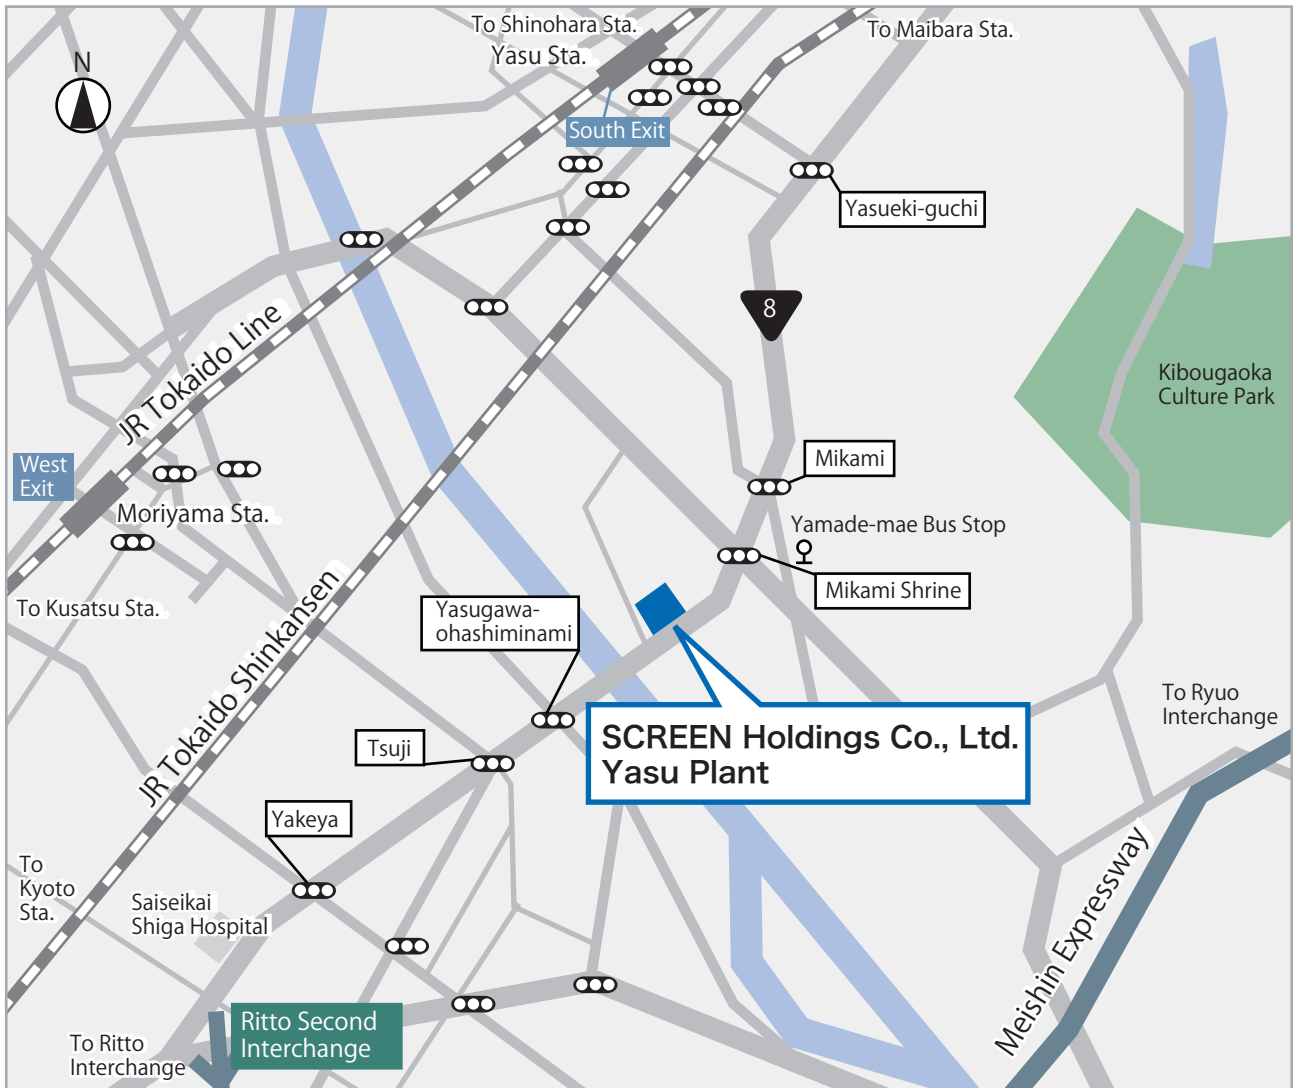 To Shinohara Sta.
Yasu Sta.
To Maibara Sta.
N
South Exit
Yasueki-guchi
8
JR Tokaido Line
Kibougaoka
Culture Park
West
Exit
Mikami
Moriyama Sta.
Yamade-mae Bus Stop
Mikami Shrine
To Kusatsu Sta.
Yasugawa-
ohashiminami
JR Tokaido Shinkansen
To Ryuo
Interchange
SCREEN Holdings Co., Ltd.
Yasu Plant
Tsuji
Yakeya
To
Kyoto
Sta.
Saiseikai
Shiga Hospital
Meishin Expressway
Ritto Second
Interchange
To Ritto
Interchange